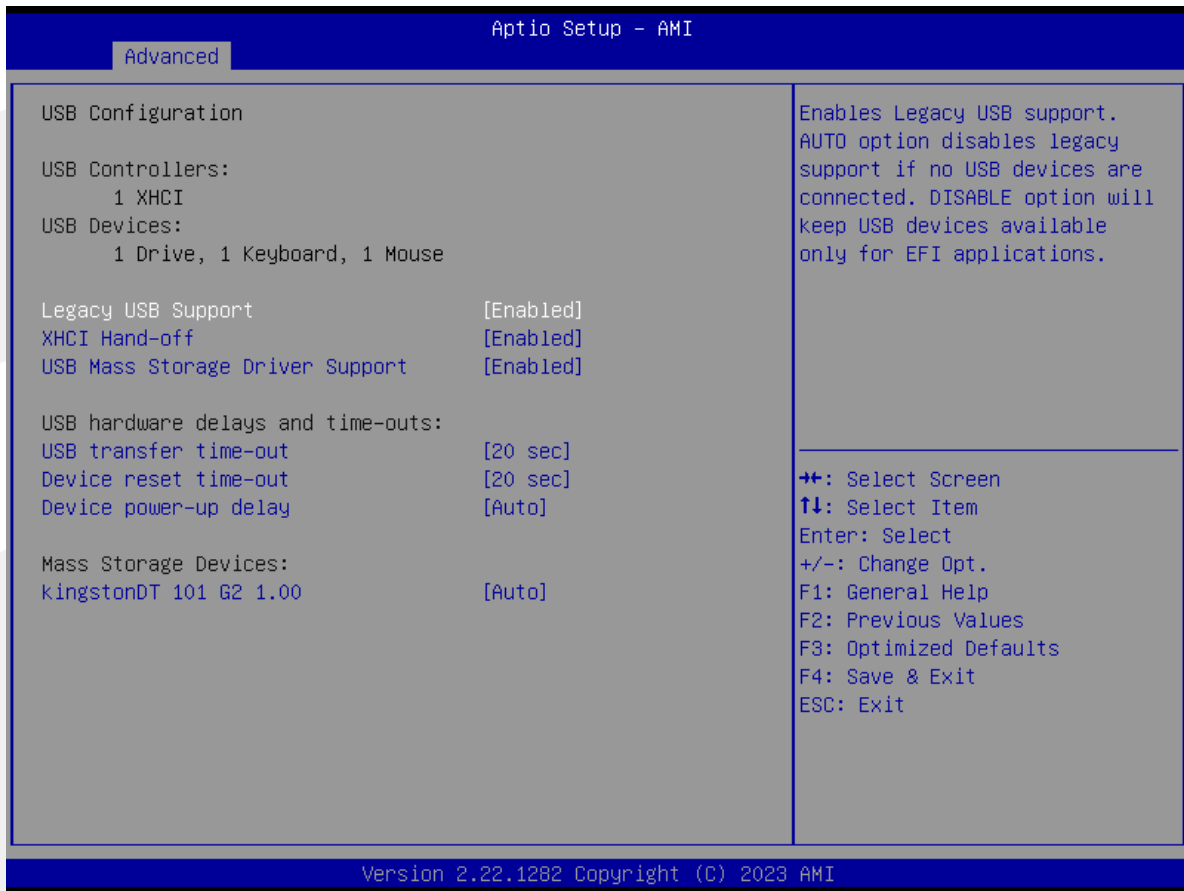 Aptio Setup – AMI
Advanced
USB Configuration
USB Controllers:
1 XHCI
USB Devices:
1 Drive, 1 Keyboard, 1 Mouse
Legacy USB Support [Enabled]
XHCI Hand-off [Enabled]
USB Mass Storage Driver Support [Enabled]
USB hardware delays and time-outs:
USB transfer time-out [20 sec]
Device reset time-out [20 sec]
Device power-up delay [Auto]
Mass Storage Devices:
kingstonDT 101 G2 1.00 [Auto]
Enables Legacy USB support.
AUTO option disables legacy
support if no USB devices are
connected. DISABLE option will
keep USB devices available
only for EFI applications.
→←: Select Screen
↑↓: Select Item
Enter: Select
+/-: Change Opt.
F1: General Help
F2: Previous Values
F3: Optimized Defaults
F4: Save & Exit
ESC: Exit
Version 2.22.1282 Copyright (C) 2023 AMI